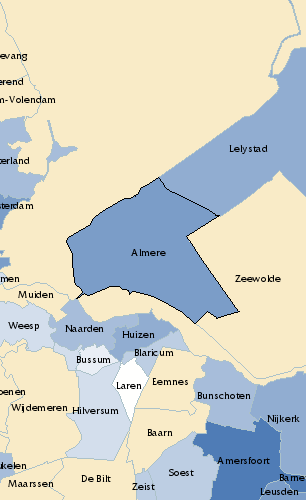 evang
erend
m-Volendam
Lelystad
terland
sterdam
Almere
Zeewolde
men
Muiden
Weesp
Naarden
Huizen
Bussum
Blaricum
Laren
Eemnes
oenen
Bunschoten
Wijdemeren
Hilversum
Nijkerk
Baarn
Amersfoort
ukelen
Soest
Barne
De Bilt
Maarssen
Zeist
Leusden